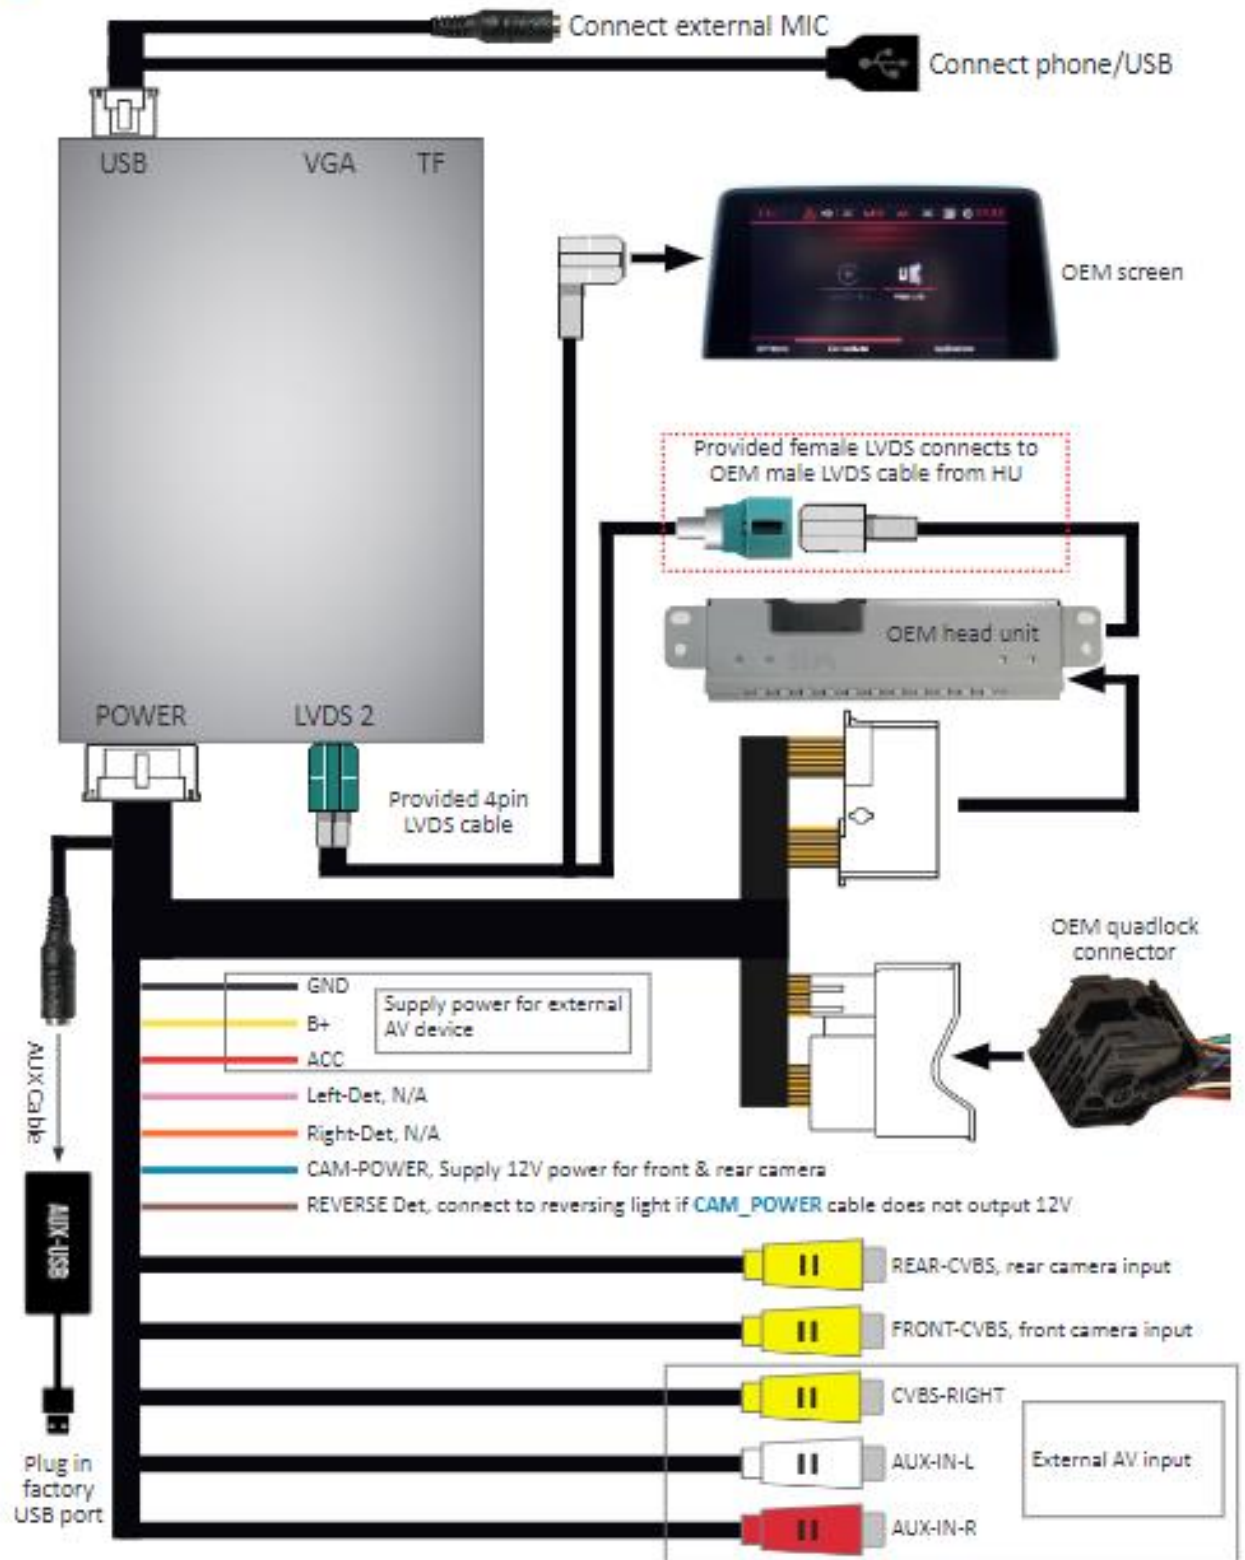 Connect external MIC
Connect phone/USB
USB
VGA
TF
OEM screen
Provided female LVDS connects to
OEM male LVDS cable from HU
OEM head unit
POWER
LVDS 2
Provided 4pin
LVDS cable
OEM quadlock
connector
GND
B+
ACC
Supply power for external
AV device
Left-Det, N/A
Right-Det, N/A
CAM-POWER, Supply 12V power for front & rear camera
REVERSE Det, connect to reversing light if CAM_POWER cable does not output 12V
AUX Cable
AUX-USB
Plug in
factory
USB port
REAR-CVBS, rear camera input
FRONT-CVBS, front camera input
CVBS-RIGHT
AUX-IN-L
AUX-IN-R
External AV input